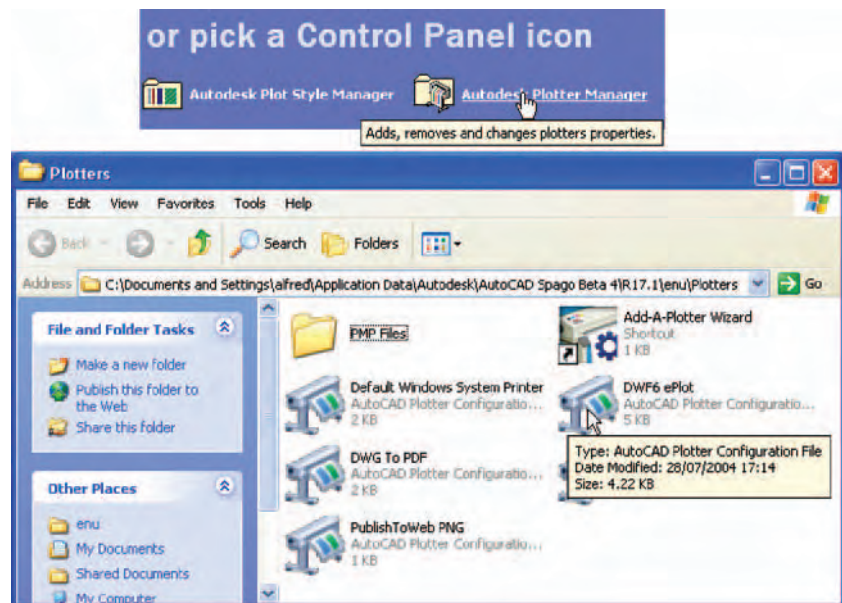 or pick a Control Panel icon
Autodesk Plot Style Manager
Autodesk Plotter Manager
Adds, removes and changes plotters properties.
Plotters
File Edit View Favorites Tools Help
Back
Search
Folders
Address
C:\Documents and Settings\alfred\Application Data\Autodesk\AutoCAD Spago Beta 4\R17.1\enu\Plotters
Go
File and Folder Tasks
Make a new folder
Publish this folder to
the Web
Share this folder
Other Places
enu
My Documents
Shared Documents
My Computer
PMP Files
Add-A-Plotter Wizard
Shortcut
1 KB
Default Windows System Printer
AutoCAD Plotter Configuratio...
2 KB
DWF6 ePlot
AutoCAD Plotter Configuratio...
5 KB
Type: AutoCAD Plotter Configuration File
Date Modified: 28/07/2004 17:14
Size: 4.22 KB
DWG To PDF
AutoCAD Plotter Configuratio...
2 KB
PublishToWeb PNG
AutoCAD Plotter Configuratio...
1 KB